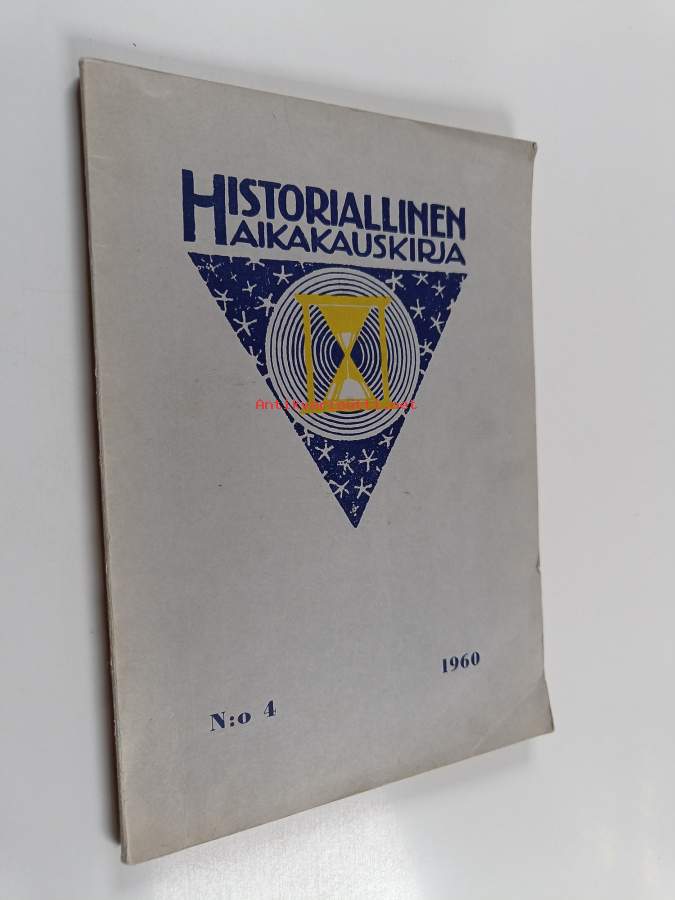 HISTORIALLINEN
AIKAKAUSKIRJA
N:o 4
1960